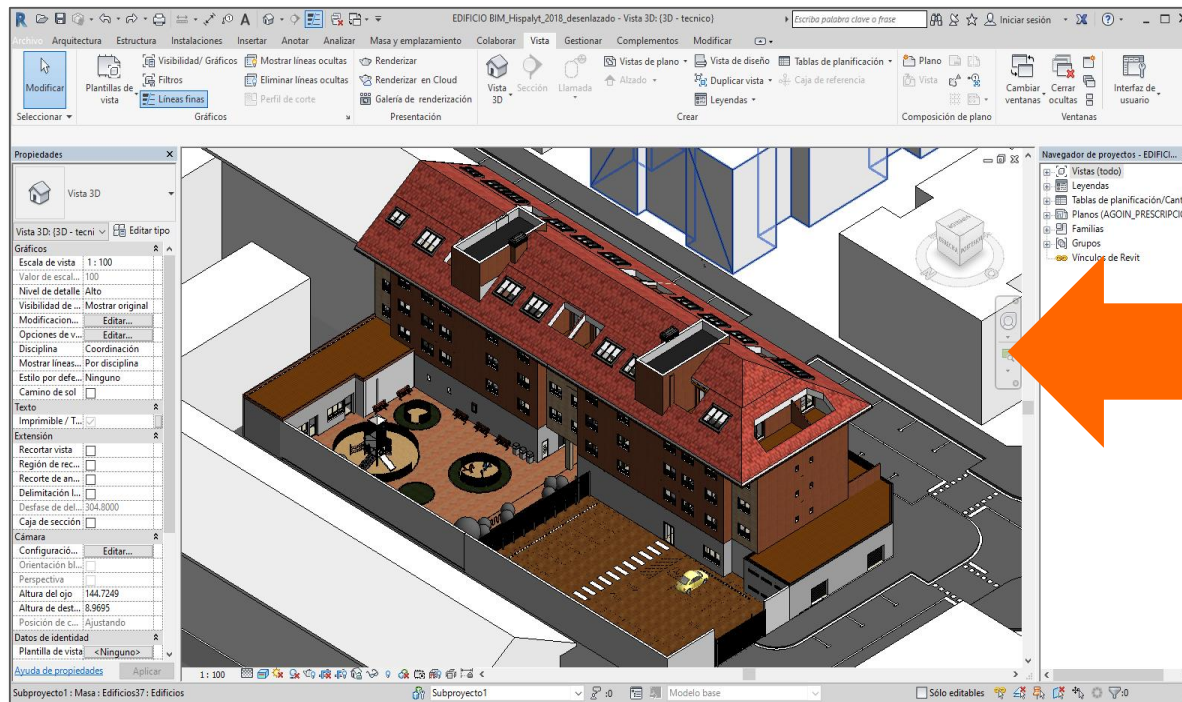 EDIFICIO BIM_Hispalyt_2018_desenlazado - Vista 3D: {3D - tecnico}
Escriba palabra clave o frase
Iniciar sesión
Archivo Arquitectura Estructura Instalaciones Insertar Anotar Analizar Masa y emplazamiento Colaborar Vista Gestionar Complementos Modificar
Modificar
Plantillas de vista
Visibilidad/ Gráficos
Filtros
Líneas finas
Mostrar líneas ocultas
Eliminar líneas ocultas
Perfil de corte
Renderizar
Renderizar en Cloud
Galería de renderización
Vista 3D
Sección
Llamada
Vistas de plano
Alzado
Vista de diseño
Duplicar vista
Leyendas
Tablas de planificación
Caja de referencia
Plano
Vista
Cambiar ventanas
Cerrar ocultas
Interfaz de usuario
Seleccionar Gráficos Presentación Crear Composición de plano Ventanas
Propiedades
Vista 3D
Vista 3D: {3D - tecni
Editar tipo
Gráficos
Escala de vista 1 : 100
Valor de escal... 100
Nivel de detalle Alto
Visibilidad de ... Mostrar original
Modificacion... Editar...
Opciones de v... Editar...
Disciplina Coordinación
Mostrar líneas... Por disciplina
Estilo por defe... Ninguno
Camino de sol
Texto
Imprimible / T...
Extensión
Recortar vista
Región de rec...
Recorte de an...
Delimitación l...
Desfase de del... 304.8000
Caja de sección
Cámara
Configuració... Editar...
Orientación bl...
Perspectiva
Altura del ojo 144.7249
Altura de dest... 8.9695
Posición de c... Ajustando
Datos de identidad
Plantilla de vista <Ninguno>
Ayuda de propiedades Aplicar
1 : 100
Navegador de proyectos - EDIFICI...
Vistas (todo)
Leyendas
Tablas de planificación/Cant
Planos (AGOIN_PRESCRIPCIO
Familias
Grupos
Vínculos de Revit
Subproyecto1 : Masa : Edificios37 : Edificios
Subproyecto1
:0
Modelo base
Sólo editables
:0